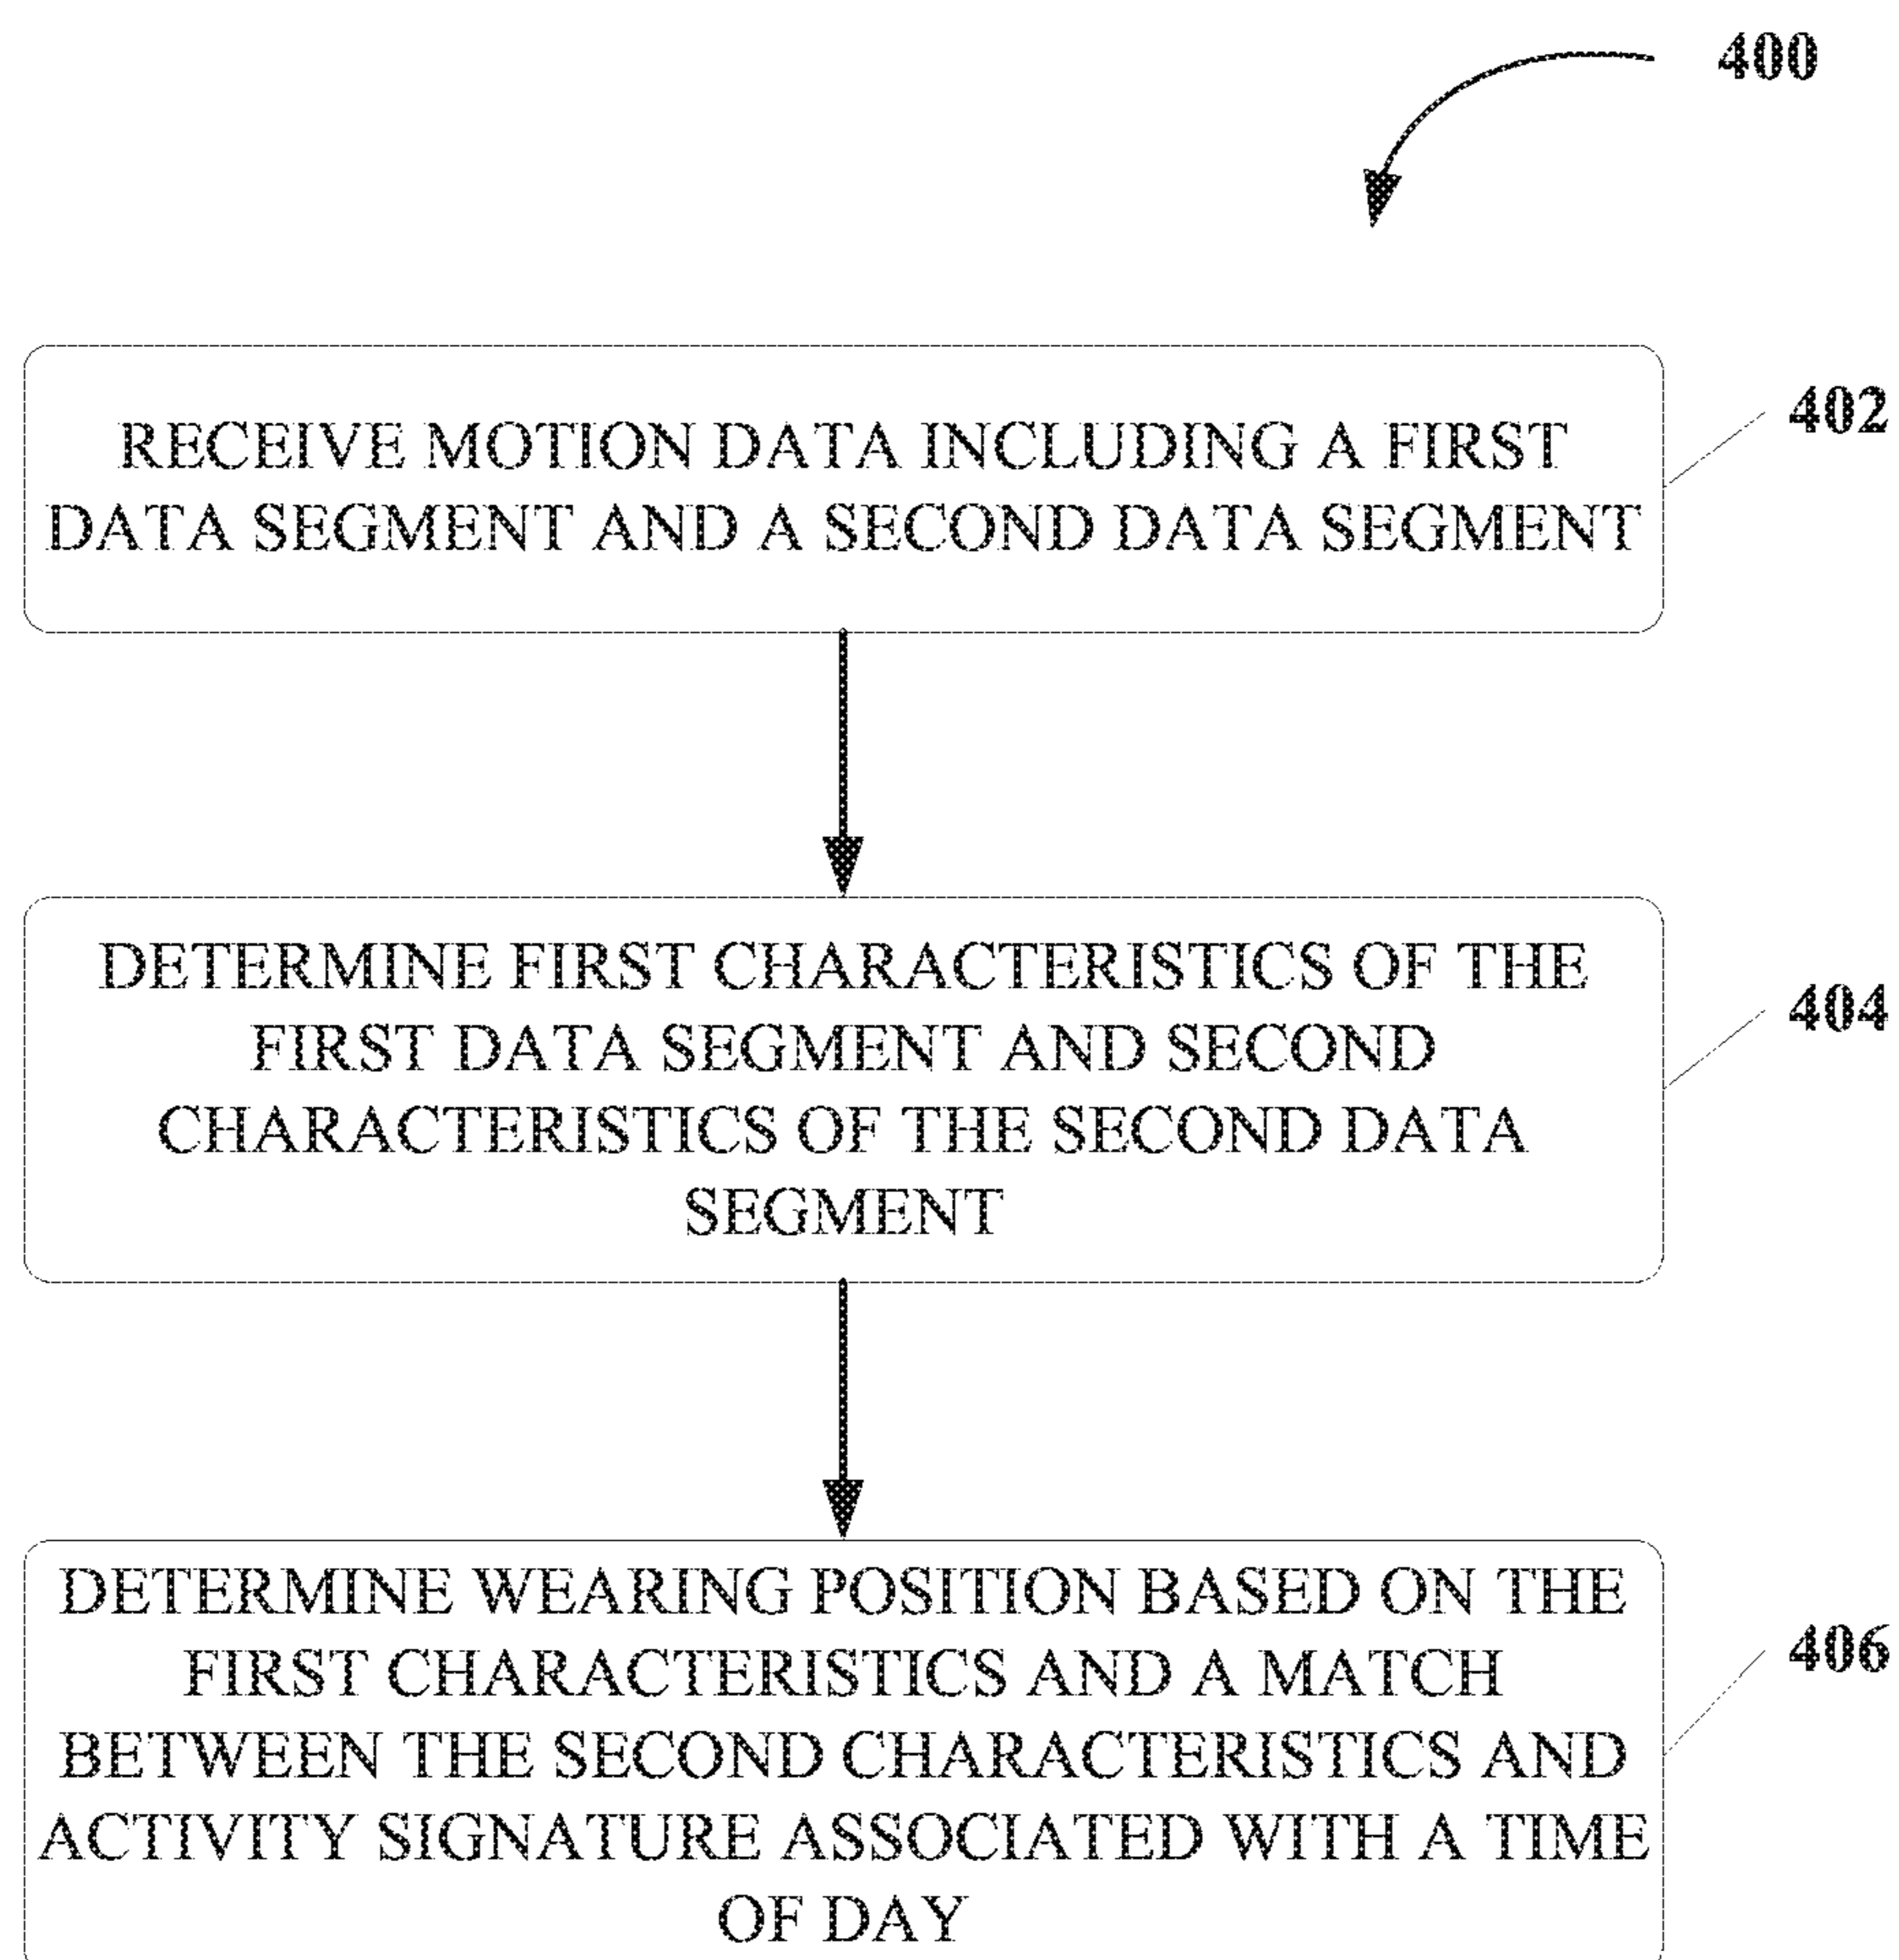 400
RECEIVE MOTION DATA INCLUDING A FIRST
DATA SEGMENT AND A SECOND DATA SEGMENT
402
DETERMINE FIRST CHARACTERISTICS OF THE
FIRST DATA SEGMENT AND SECOND
CHARACTERISTICS OF THE SECOND DATA
SEGMENT
404
DETERMINE WEARING POSITION BASED ON THE
FIRST CHARACTERISTICS AND A MATCH
BETWEEN THE SECOND CHARACTERISTICS AND
ACTIVITY SIGNATURE ASSOCIATED WITH A TIME
OF DAY
406